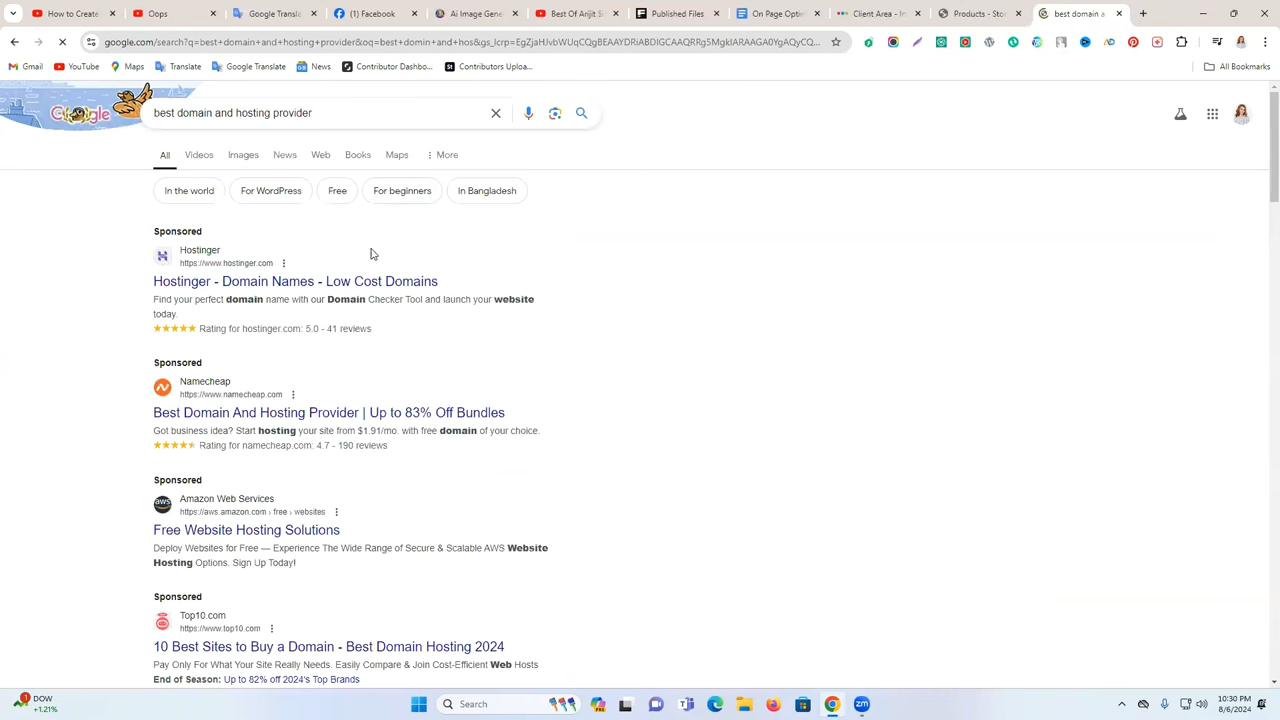 How to Create
YouTube
Google Translate
(1) Facebook
Ai Image Gene
Best Of Arijit S
Published Files
On Page Optim
Client Area - In
Products - Stor
best domain a
google.com/search?q=best+domain+and+hosting+provider&oq=best+domin+and+hos&gs_lcrp=EgZjaHJvbWUqCQgBEAAYDRiABDIGCAAQRRg5MgkIARAAGA0YgAQyCQ...
Gmail
YouTube
Maps
Translate
Google Translate
News
Contributor Dashbo...
Contributors Uploa...
All Bookmarks
best domain and hosting provider
All Videos Images News Web Books Maps More
In the world For WordPress Free For beginners In Bangladesh
Sponsored
Hostinger
https://www.hostinger.com
Hostinger - Domain Names - Low Cost Domains
Find your perfect domain name with our Domain Checker Tool and launch your website
today.
Rating for hostinger.com: 5.0 - 41 reviews
Sponsored
Namecheap
https://www.namecheap.com
Best Domain And Hosting Provider | Up to 83% Off Bundles
Got business idea? Start hosting your site from $1.91/mo. with free domain of your choice.
Rating for namecheap.com: 4.7 - 190 reviews
Sponsored
aws
Amazon Web Services
https://aws.amazon.com › free › websites
Free Website Hosting Solutions
Deploy Websites for Free — Experience The Wide Range of Secure & Scalable AWS Website
Hosting Options. Sign Up Today!
Sponsored
Top10.com
https://www.top10.com
10 Best Sites to Buy a Domain - Best Domain Hosting 2024
Pay Only For What Your Site Really Needs. Easily Compare & Join Cost-Efficient Web Hosts
End of Season: Up to 82% off 2024's Top Brands
1
DOW
+1.21%
Search
zm
10:30 PM
8/6/2024